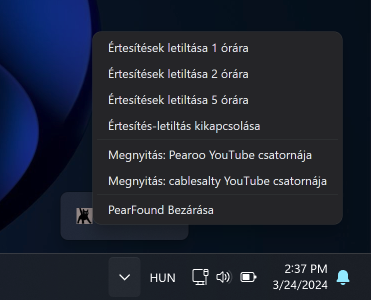 Értesítések letiltása 1 órára
Értesítések letiltása 2 órára
Értesítések letiltása 5 órára
Értesítés-letiltás kikapcsolása
Megnyitás: Pearoo YouTube csatornája
Megnyitás: cablesalty YouTube csatornája
PearFound Bezárása
HUN
2:37 PM
3/24/2024